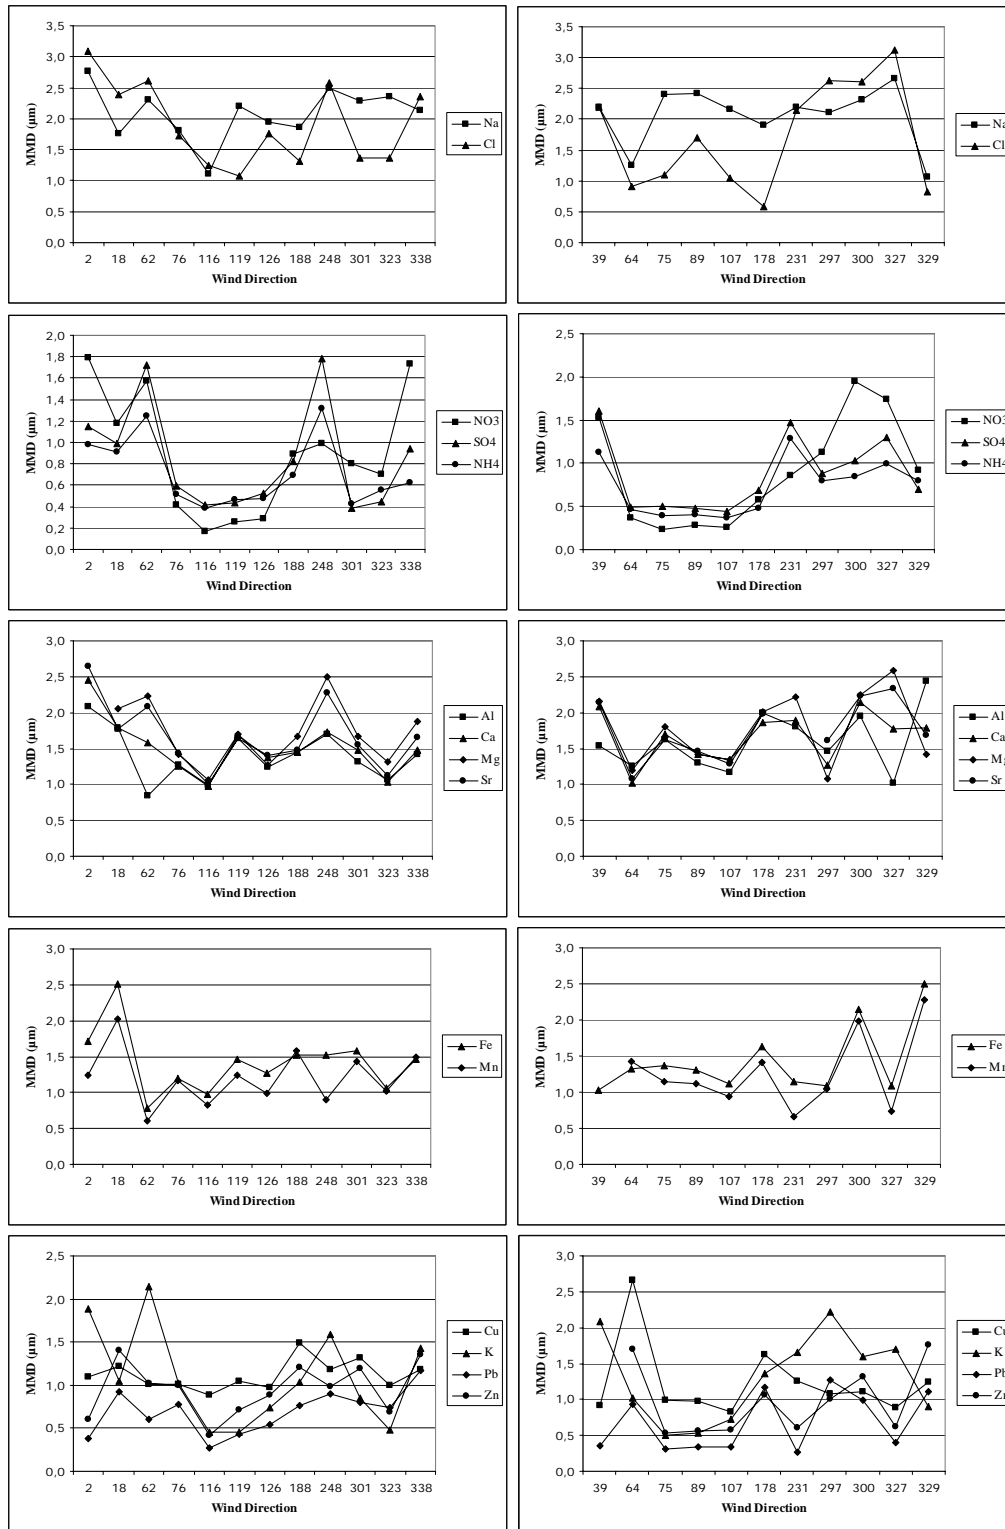 3,5
3,0
2,5
2,0
1,5
1,0
0,5
0,0
MMD (µm)
2 18 62 76 116 119 126 188 248 301 323 338
Wind Direction
Na
Cl
3,5
3,0
2,5
2,0
1,5
1,0
0,5
0,0
MMD (µm)
39 64 75 89 107 178 231 297 300 327 329
Wind Direction
Na
Cl
2,0
1,8
1,6
1,4
1,2
1,0
0,8
0,6
0,4
0,2
0,0
MMD (µm)
2 18 62 76 116 119 126 188 248 301 323 338
Wind Direction
NO3
SO4
NH4
2,5
2,0
1,5
1,0
0,5
0,0
MMD (µm)
39 64 75 89 107 178 231 297 300 327 329
Wind Direction
NO3
SO4
NH4
3,0
2,5
2,0
1,5
1,0
0,5
0,0
MMD (µm)
2 18 62 76 116 119 126 188 248 301 323 338
Wind Direction
Al
Ca
Mg
Sr
3,0
2,5
2,0
1,5
1,0
0,5
0,0
MMD (µm)
39 64 75 89 107 178 231 297 300 327 329
Wind Direction
Al
Ca
Mg
Sr
3,0
2,5
2,0
1,5
1,0
0,5
0,0
MMD (µm)
2 18 62 76 116 119 126 188 248 301 323 338
Wind Direction
Fe
Mn
3,0
2,5
2,0
1,5
1,0
0,5
0,0
MMD (µm)
39 64 75 89 107 178 231 297 300 327 329
Wind Direction
Fe
Mn
2,5
2,0
1,5
1,0
0,5
0,0
MMD (µm)
2 18 62 76 116 119 126 188 248 301 323 338
Wind Direction
Cu
K
Pb
Zn
3,0
2,5
2,0
1,5
1,0
0,5
0,0
MMD (µm)
39 64 75 89 107 178 231 297 300 327 329
Wind Direction
Cu
K
Pb
Zn